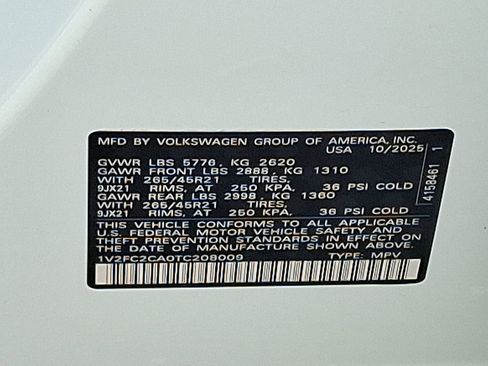 MFD BY VOLKSWAGEN GROUP OF AMERICA, INC.
USA 10/2025
GVWR LBS 5776, KG 2620
GAWR FRONT LBS 2888, KG 1310
WITH 265/45R21 TIRES,
9JX21 RIMS, AT 250 KPA, 36 PSI COLD
GAWR REAR LBS 2998, KG 1360
WITH 265/45R21 TIRES,
9JX21 RIMS, AT 250 KPA, 36 PSI COLD
THIS VEHICLE CONFORMS TO ALL APPLICABLE
U.S. FEDERAL MOTOR VEHICLE SAFETY AND
THEFT PREVENTION STANDARDS IN EFFECT ON
THE DATE OF MANUFACTURE SHOWN ABOVE.
1V2FC2CA0TC208009 TYPE: MPV
4158461 1